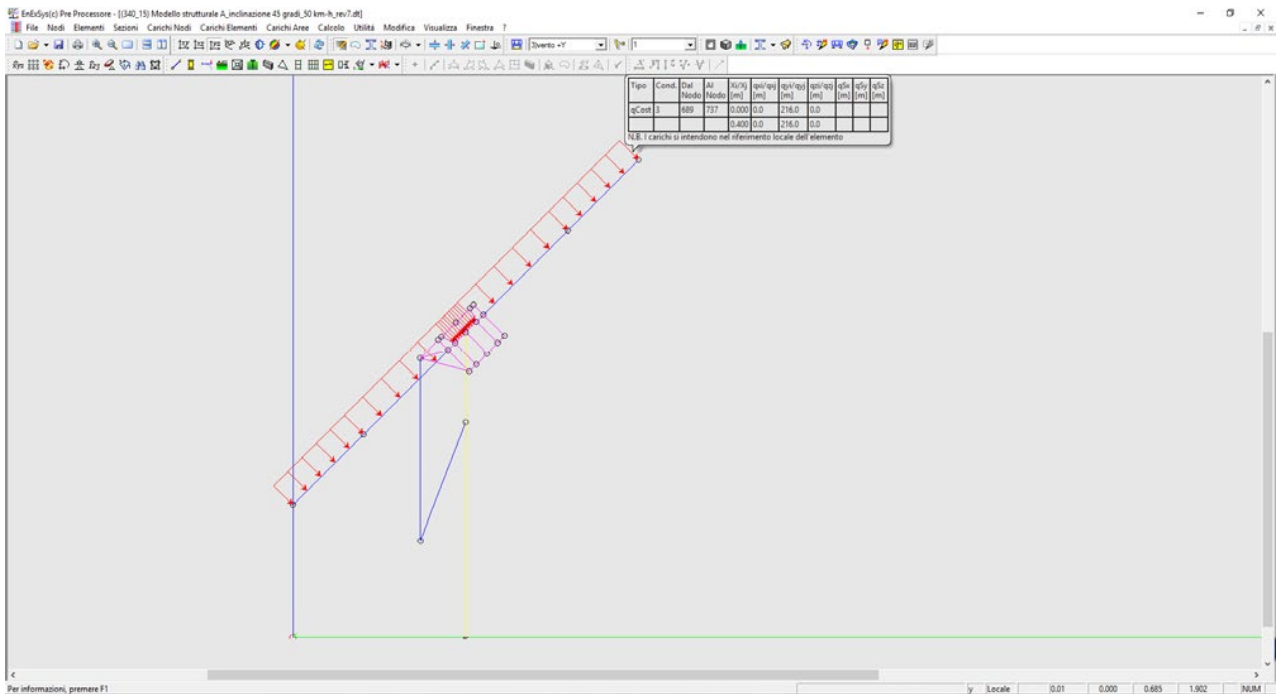 EnExSys(c) Pre Processore - [(340_15) Modello strutturale A_inclinazione 45 gradi_50 km-h_rev7.dt]
File Nodi Elementi Sezioni Carichi Nodi Carichi Elementi Carichi Aree Calcolo Utilità Modifica Visualizza Finestra ?
3)vento +Y 1
Tipo Cond. Dal Nodo Al Nodo Xi/Xj [m] qxi/qxj [m] qyi/qyj [m] qzi/qzj [m] qSx [m] qSy [m] qSz [m]
qCost 3 689 737 0.000 0.0 216.0 0.0
0.400 0.0 216.0 0.0
N.B. I carichi si intendono nel riferimento locale dell'elemento
Per informazioni, premere F1 y Locale 0.01 0.000 0.685 1.902 NUM